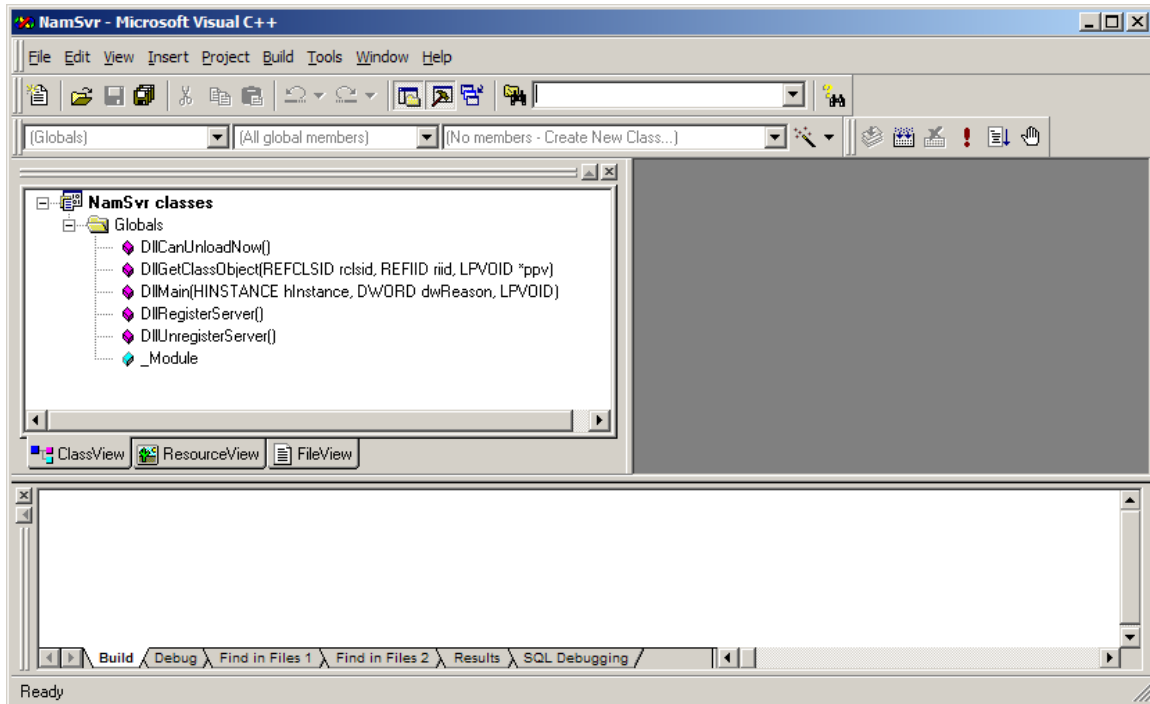 NamSvr - Microsoft Visual C++
File Edit View Insert Project Build Tools Window Help
(Globals) (All global members) (No members - Create New Class...)
NamSvr classes
Globals
DllCanUnloadNow()
DllGetClassObject(REFCLSID rclsid, REFIID riid, LPVOID *ppv)
DllMain(HINSTANCE hInstance, DWORD dwReason, LPVOID)
DllRegisterServer()
DllUnregisterServer()
_Module
ClassView ResourceView FileView
Build Debug Find in Files 1 Find in Files 2 Results SQL Debugging
Ready